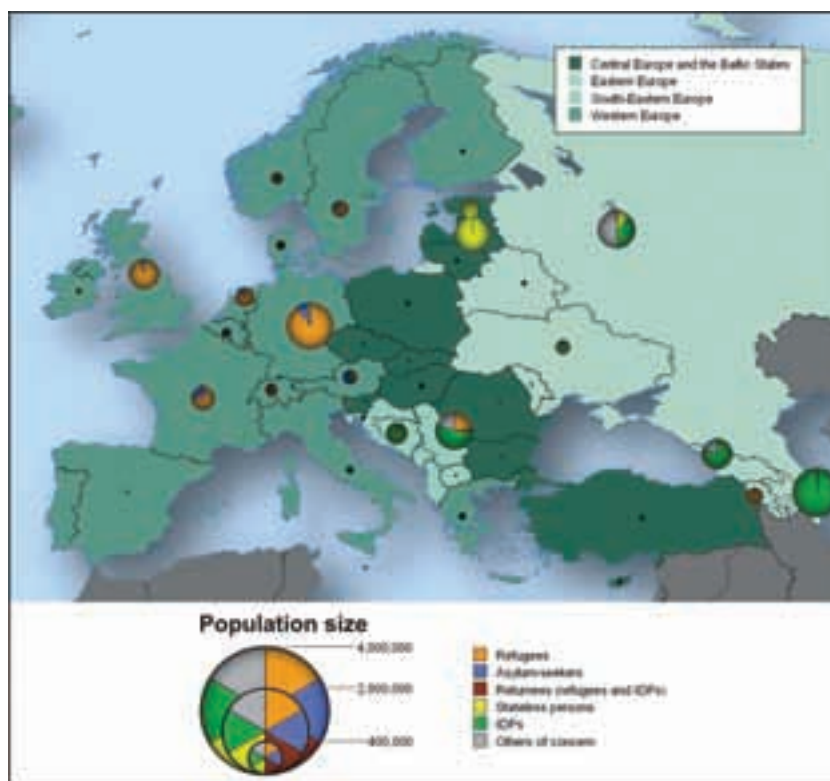 Central Europe and the Baltic States
Eastern Europe
South-Eastern Europe
Western Europe
Population size
4,000,000
2,000,000
400,000
Refugees
Asylum-seekers
Returnees (refugees and IDPs)
Stateless persons
IDPs
Others of concern